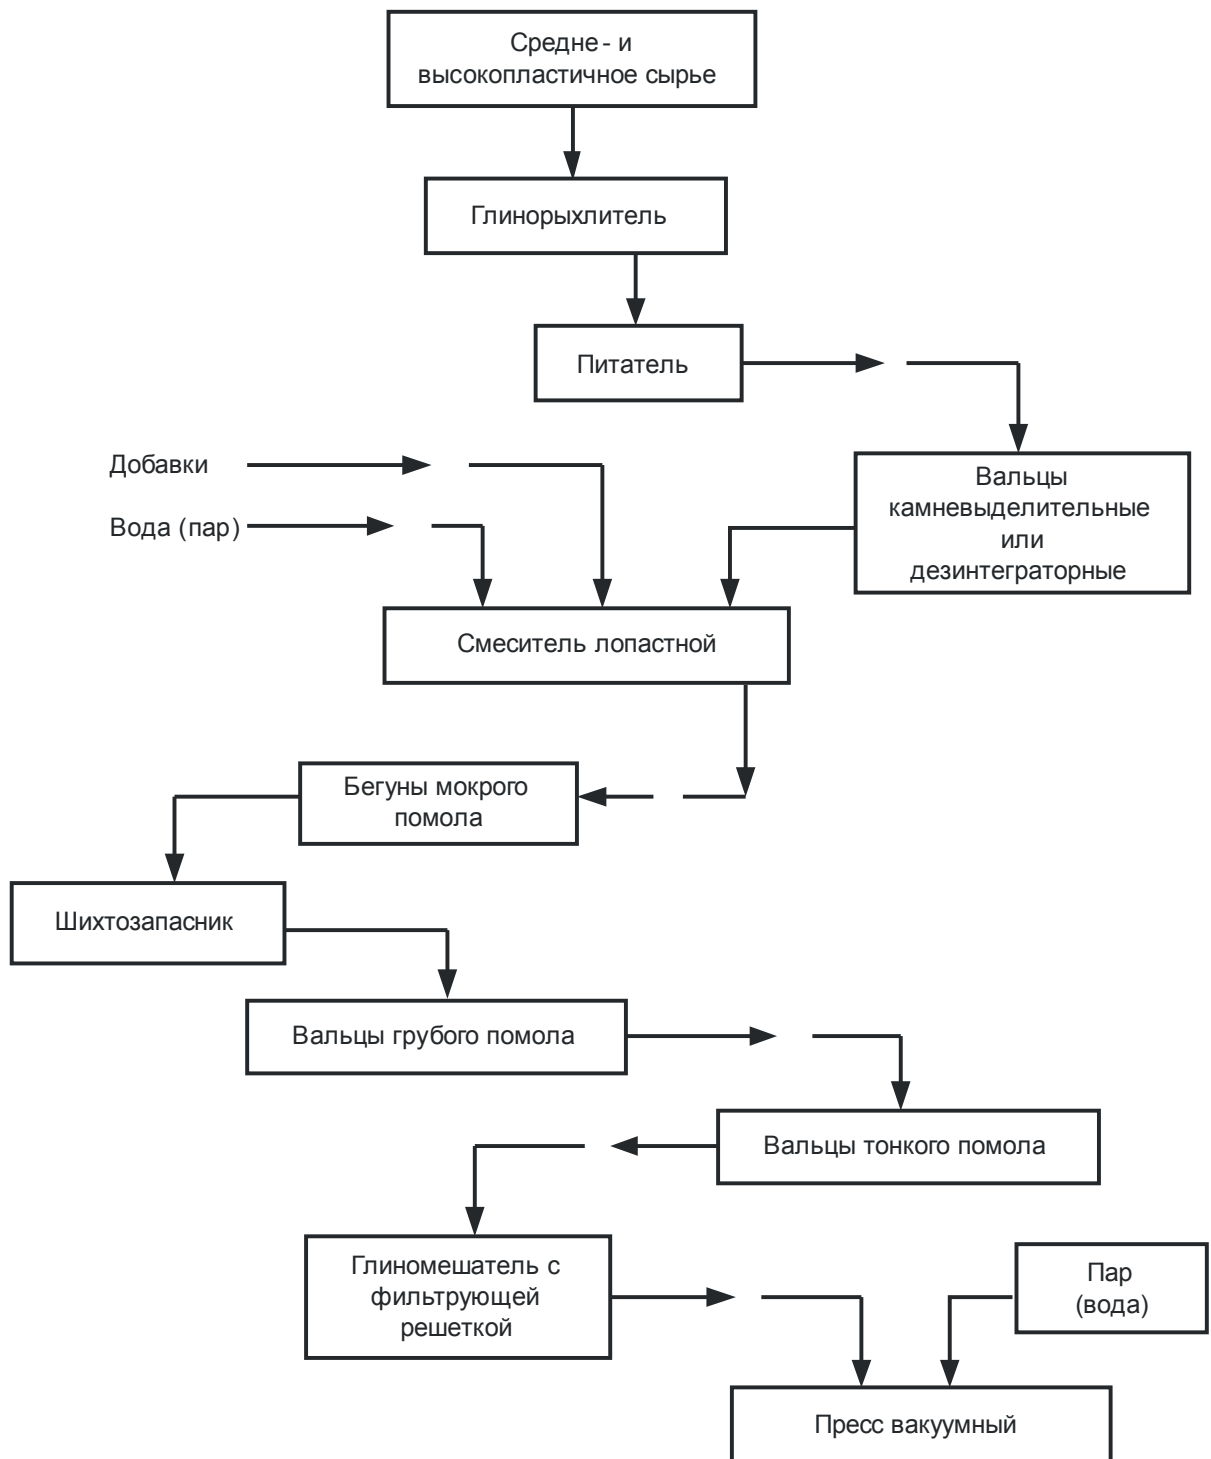 Средне - и
высокопластичное сырье
Глинорыхлитель
Питатель
Добавки
Вода (пар)
Вальцы
камневыделительные
или
дезинтеграторные
Смеситель лопастной
Бегуны мокрого
помола
Шихтозапасник
Вальцы грубого помола
Вальцы тонкого помола
Глиномешатель с
фильтрующей
решеткой
Пар
(вода)
Пресс вакуумный